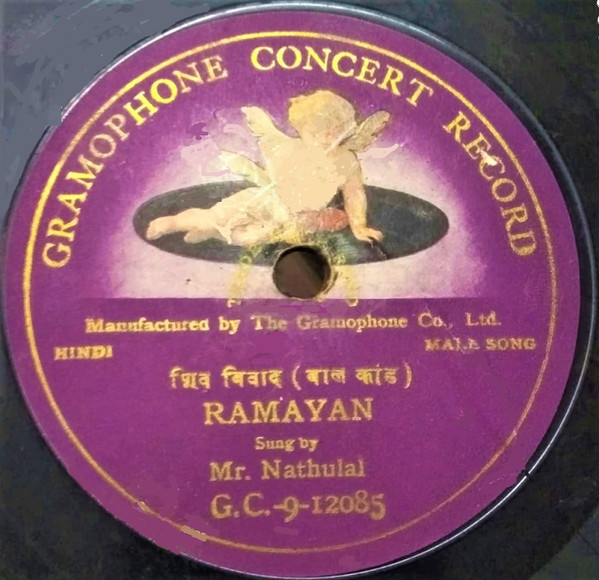 GRAMOPHONE CONCERT RECORD
Manufactured by The Gramophone Co., Ltd.
HINDI
MALE SONG
शिव बिवाद (बाल कांड)
RAMAYAN
Sung by
Mr. Nathulal
G.C.-9-12085